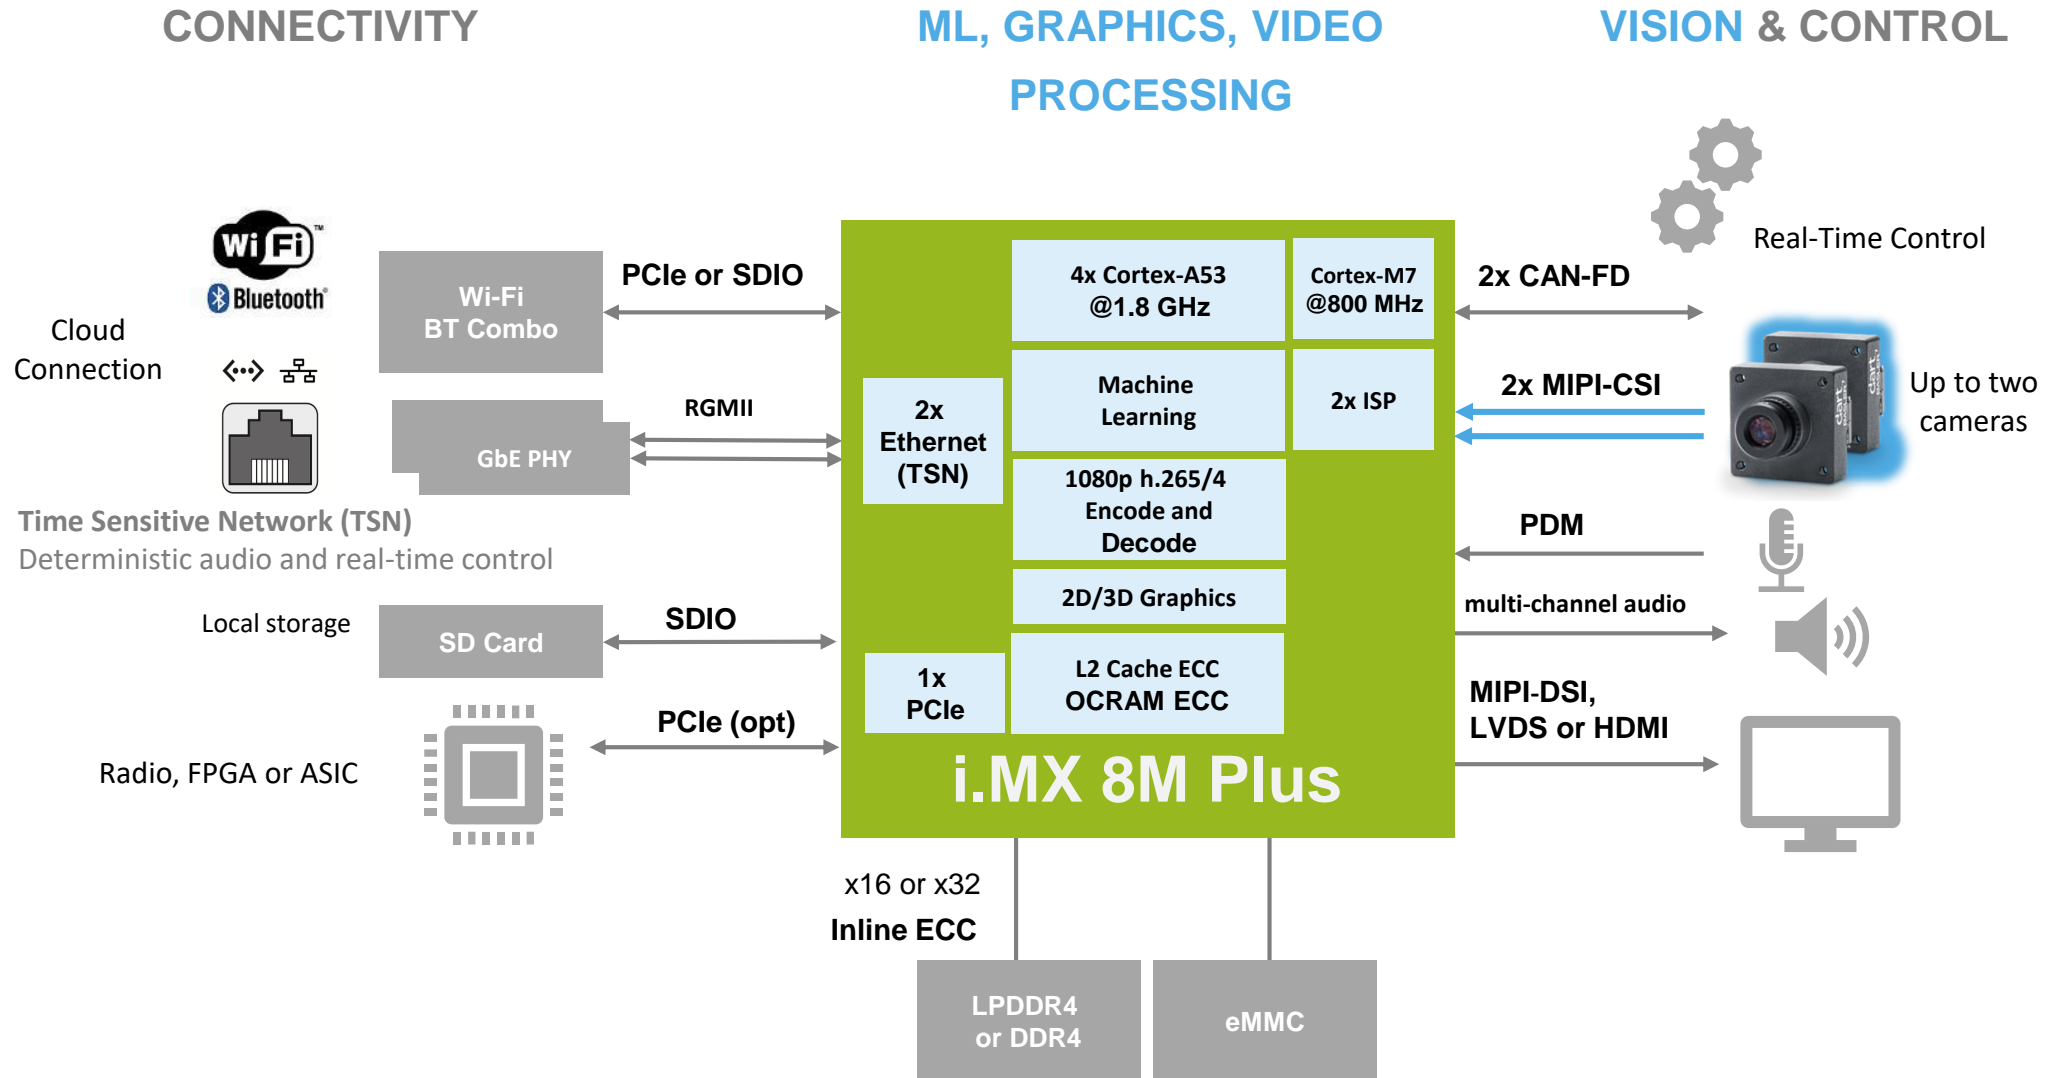 CONNECTIVITY
ML, GRAPHICS, VIDEO
PROCESSING
VISION & CONTROL
Wi Fi™
Bluetooth®
Cloud
Connection
Wi-Fi
BT Combo
PCIe or SDIO
GbE PHY
RGMII
Time Sensitive Network (TSN)
Deterministic audio and real-time control
Local storage
SD Card
SDIO
Radio, FPGA or ASIC
PCIe (opt)
2x
Ethernet
(TSN)
1x
PCIe
4x Cortex-A53
@1.8 GHz
Cortex-M7
@800 MHz
Machine
Learning
2x ISP
1080p h.265/4
Encode and
Decode
2D/3D Graphics
L2 Cache ECC
OCRAM ECC
i.MX 8M Plus
x16 or x32
Inline ECC
LPDDR4
or DDR4
eMMC
Real-Time Control
2x CAN-FD
2x MIPI-CSI
dart
BASLER
dart
Up to two
cameras
PDM
multi-channel audio
MIPI-DSI,
LVDS or HDMI